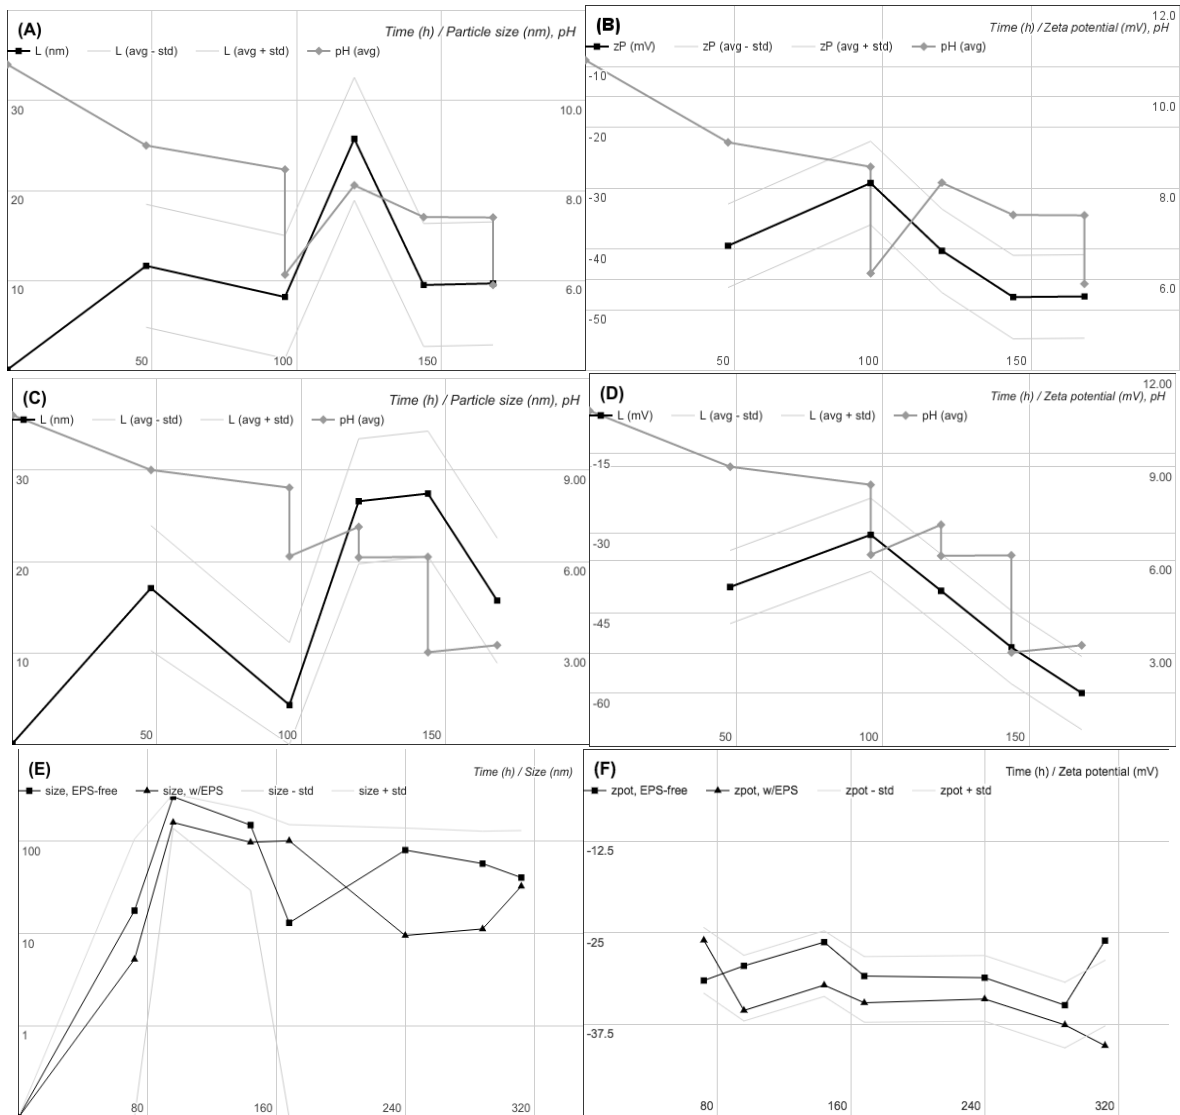 (A)
Time (h) / Particle size (nm), pH
L (nm) L (avg - std) L (avg + std) pH (avg)
30 10.0
20 8.0
10 6.0
50 100 150
(B)
12.0
Time (h) / Zeta potential (mV), pH
zP (mV) zP (avg - std) zP (avg + std) pH (avg)
-10
10.0
-20
-30 8.0
-40
6.0
-50
50 100 150
(C)
Time (h) / Particle size (nm), pH
L (nm) L (avg - std) L (avg + std) pH (avg)
30 9.00
20 6.00
10 3.00
50 100 150
(D)
12.00
Time (h) / Zeta potential (mV), pH
L (mV) L (avg - std) L (avg + std) pH (avg)
-15
9.00
-30
6.00
-45
3.00
-60
50 100 150
(E)
Time (h) / Size (nm)
size, EPS-free size, w/EPS size - std size + std
100
10
1
80 160 240 320
(F)
Time (h) / Zeta potential (mV)
zpot, EPS-free zpot, w/EPS zpot - std zpot + std
-12.5
-25
-37.5
80 160 240 320